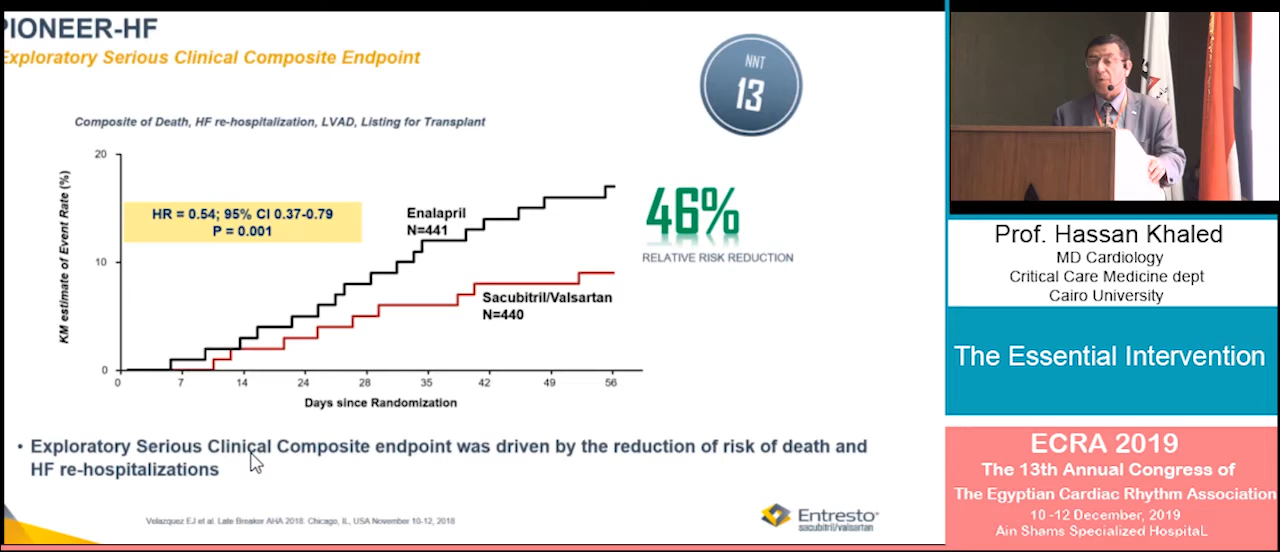 PIONEER-HF
Exploratory Serious Clinical Composite Endpoint
NNT
13
Composite of Death, HF re-hospitalization, LVAD, Listing for Transplant
KM estimate of Event Rate (%)
20
10
0
HR = 0.54; 95% CI 0.37-0.79
P = 0.001
Enalapril
N=441
Sacubitril/Valsartan
N=440
0 7 14 24 28 35 42 49 56
Days since Randomization
46%
RELATIVE RISK REDUCTION
• Exploratory Serious Clinical Composite endpoint was driven by the reduction of risk of death and
HF re-hospitalizations
Velazquez EJ et al. Late Breaker AHA 2018. Chicago, IL, USA November 10-12, 2018
Entresto
sacubitril/valsartan
Prof. Hassan Khaled
MD Cardiology
Critical Care Medicine dept
Cairo University
The Essential Intervention
ECRA 2019
The 13th Annual Congress of
The Egyptian Cardiac Rhythm Association
10 -12 December, 2019
Ain Shams Specialized HospitaL